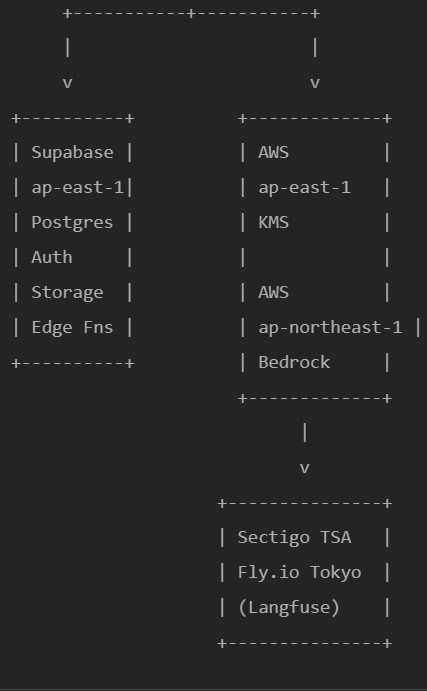 +-----------+-----------+
|                       |
v                       v
+----------+          +-------------+
| Supabase |          | AWS         |
| ap-east-1|          | ap-east-1   |
| Postgres |          | KMS         |
| Auth     |          |             |
| Storage  |          | AWS         |
| Edge Fns |          | ap-northeast-1 |
+----------+          | Bedrock     |
                      +-------------+
                            |
                            v
                    +---------------+
                    | Sectigo TSA   |
                    | Fly.io Tokyo  |
                    | (Langfuse)    |
                    +---------------+